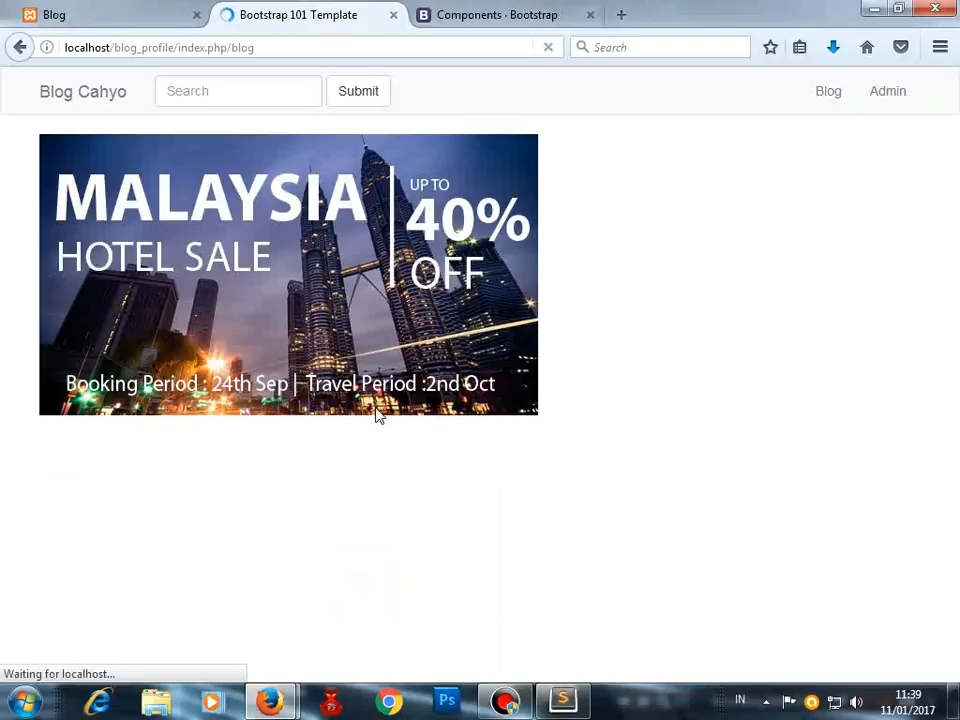 Blog
Bootstrap 101 Template
Components · Bootstrap
localhost/blog_profile/index.php/blog
Search
Blog Cahyo
Search
Submit
Blog
Admin
MALAYSIA
HOTEL SALE
UP TO
40%
OFF
Booking Period : 24th Sep | Travel Period :2nd Oct
Waiting for localhost...
Ps
S
IN
11:39
11/01/2017